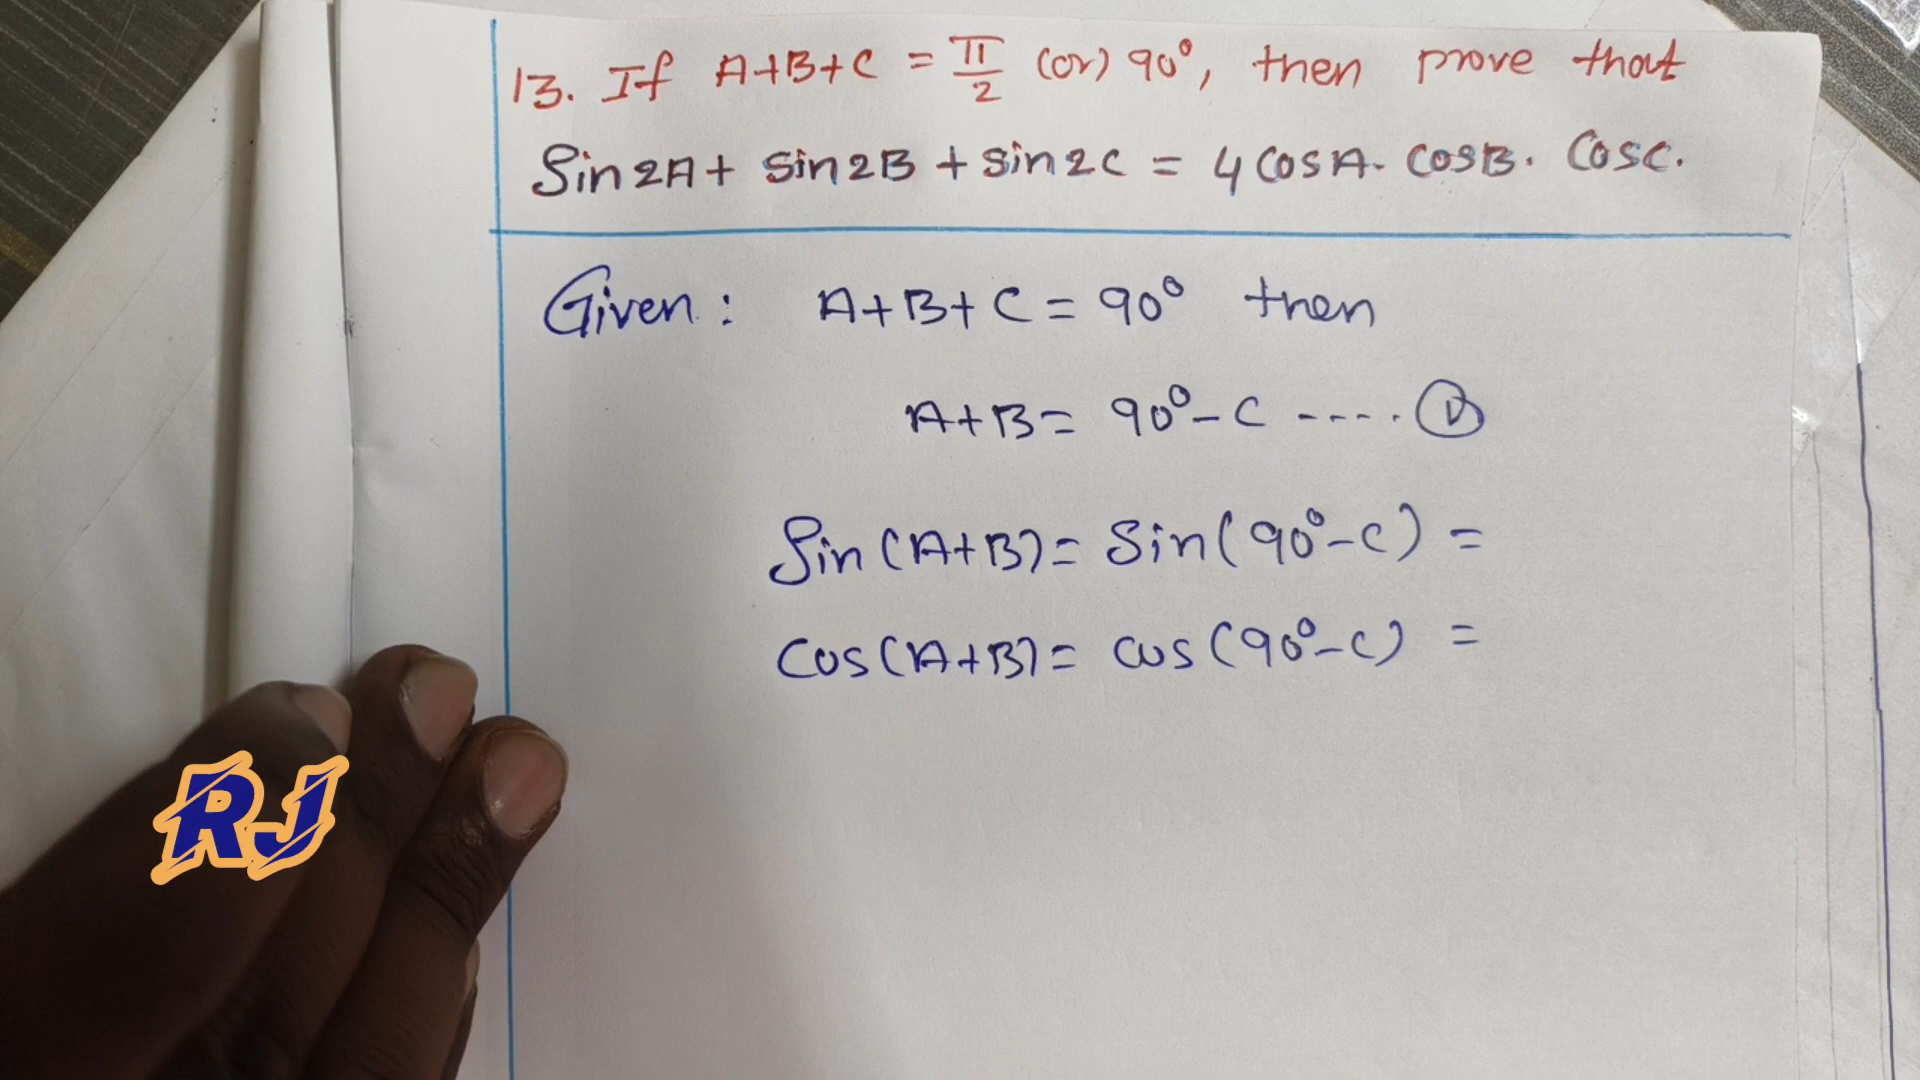 13. If A+B+C = π/2 (or) 90°, then prove that
Sin2A + sin2B + sin2C = 4 cosA. cosB. cosc.
Given : A+B+C = 90° then
A+B = 90°-C ---- ①
Sin(A+B) = Sin(90°-C) =
Cos(A+B) = cos(90°-C) =
RJ